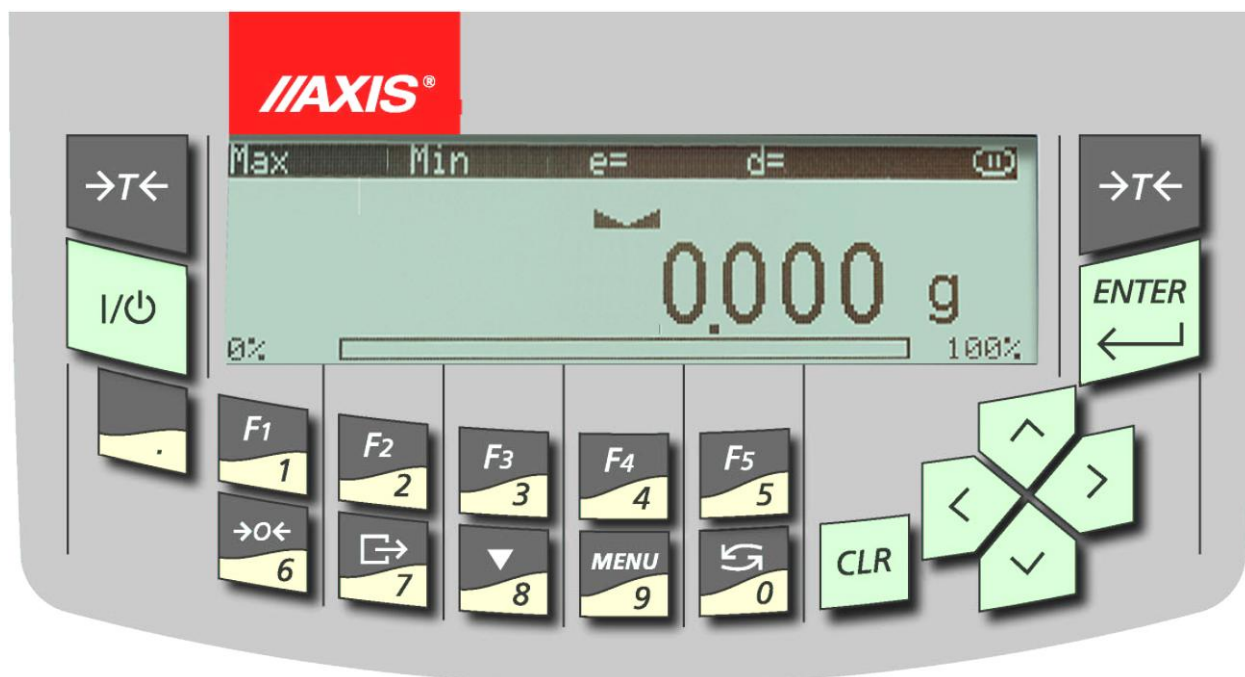 //AXIS®
Max Min e= d= (II)
0.000 g
0% 100%
→T← →T←
I/⏻ ENTER
.
F1 1 F2 2 F3 3 F4 4 F5 5
→0← 6 7 8 MENU 9 0 CLR